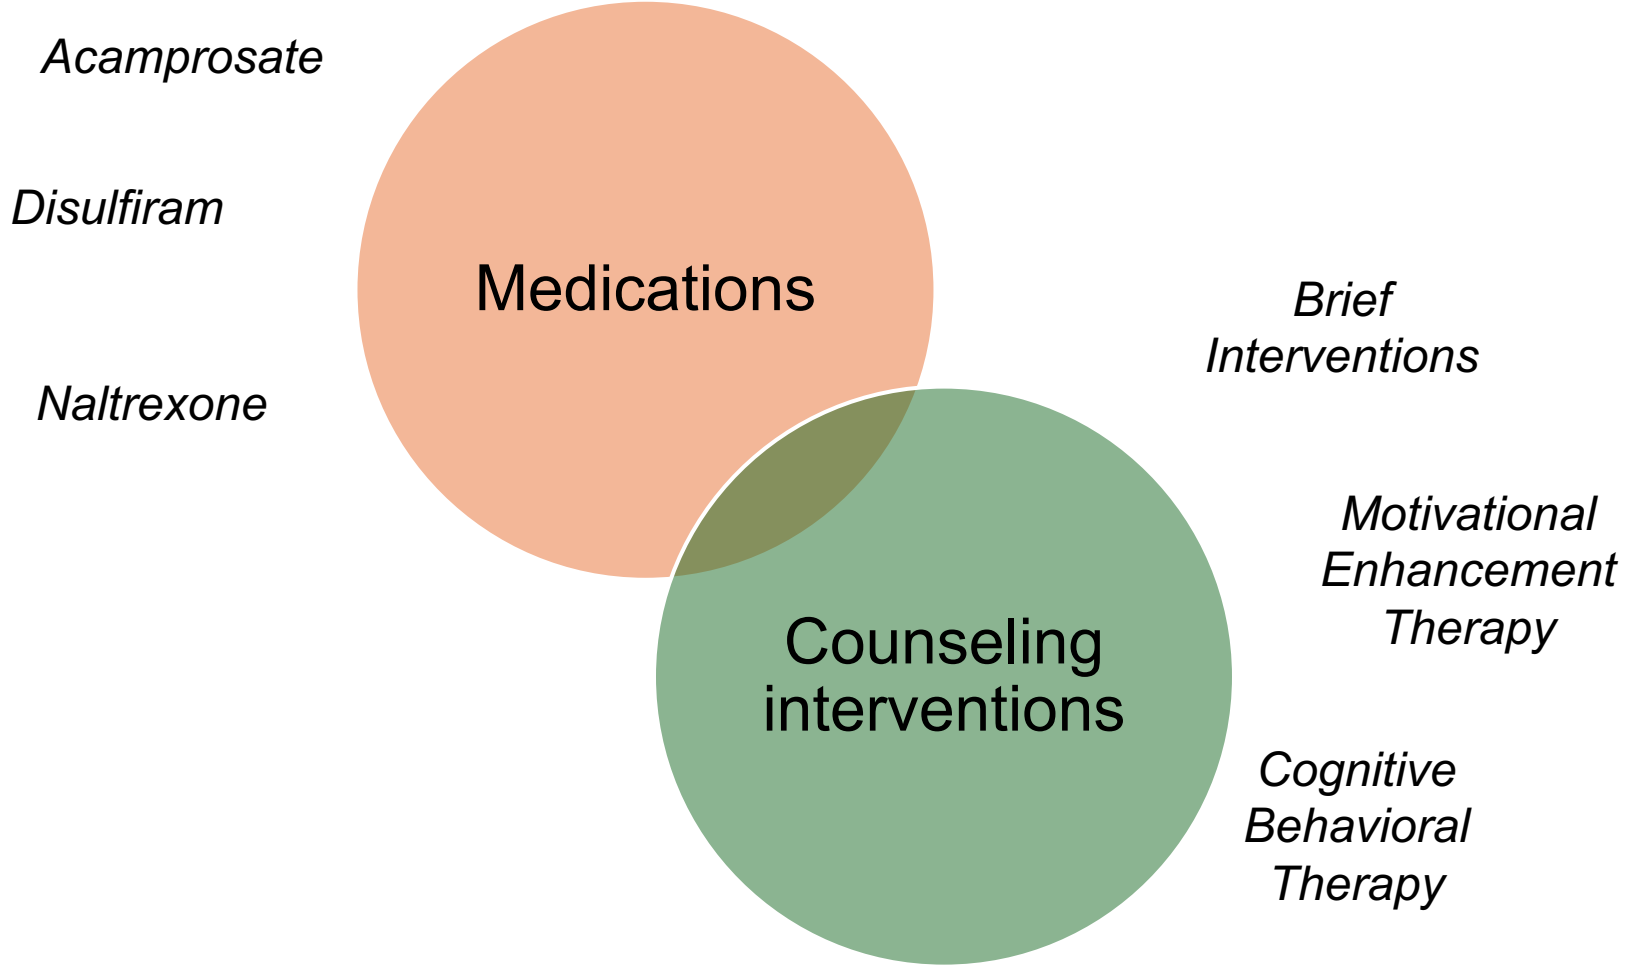 Acamprosate
Disulfiram
Naltrexone
Medications
Brief
Interventions
Motivational
Enhancement
Therapy
Counseling
interventions
Cognitive
Behavioral
Therapy